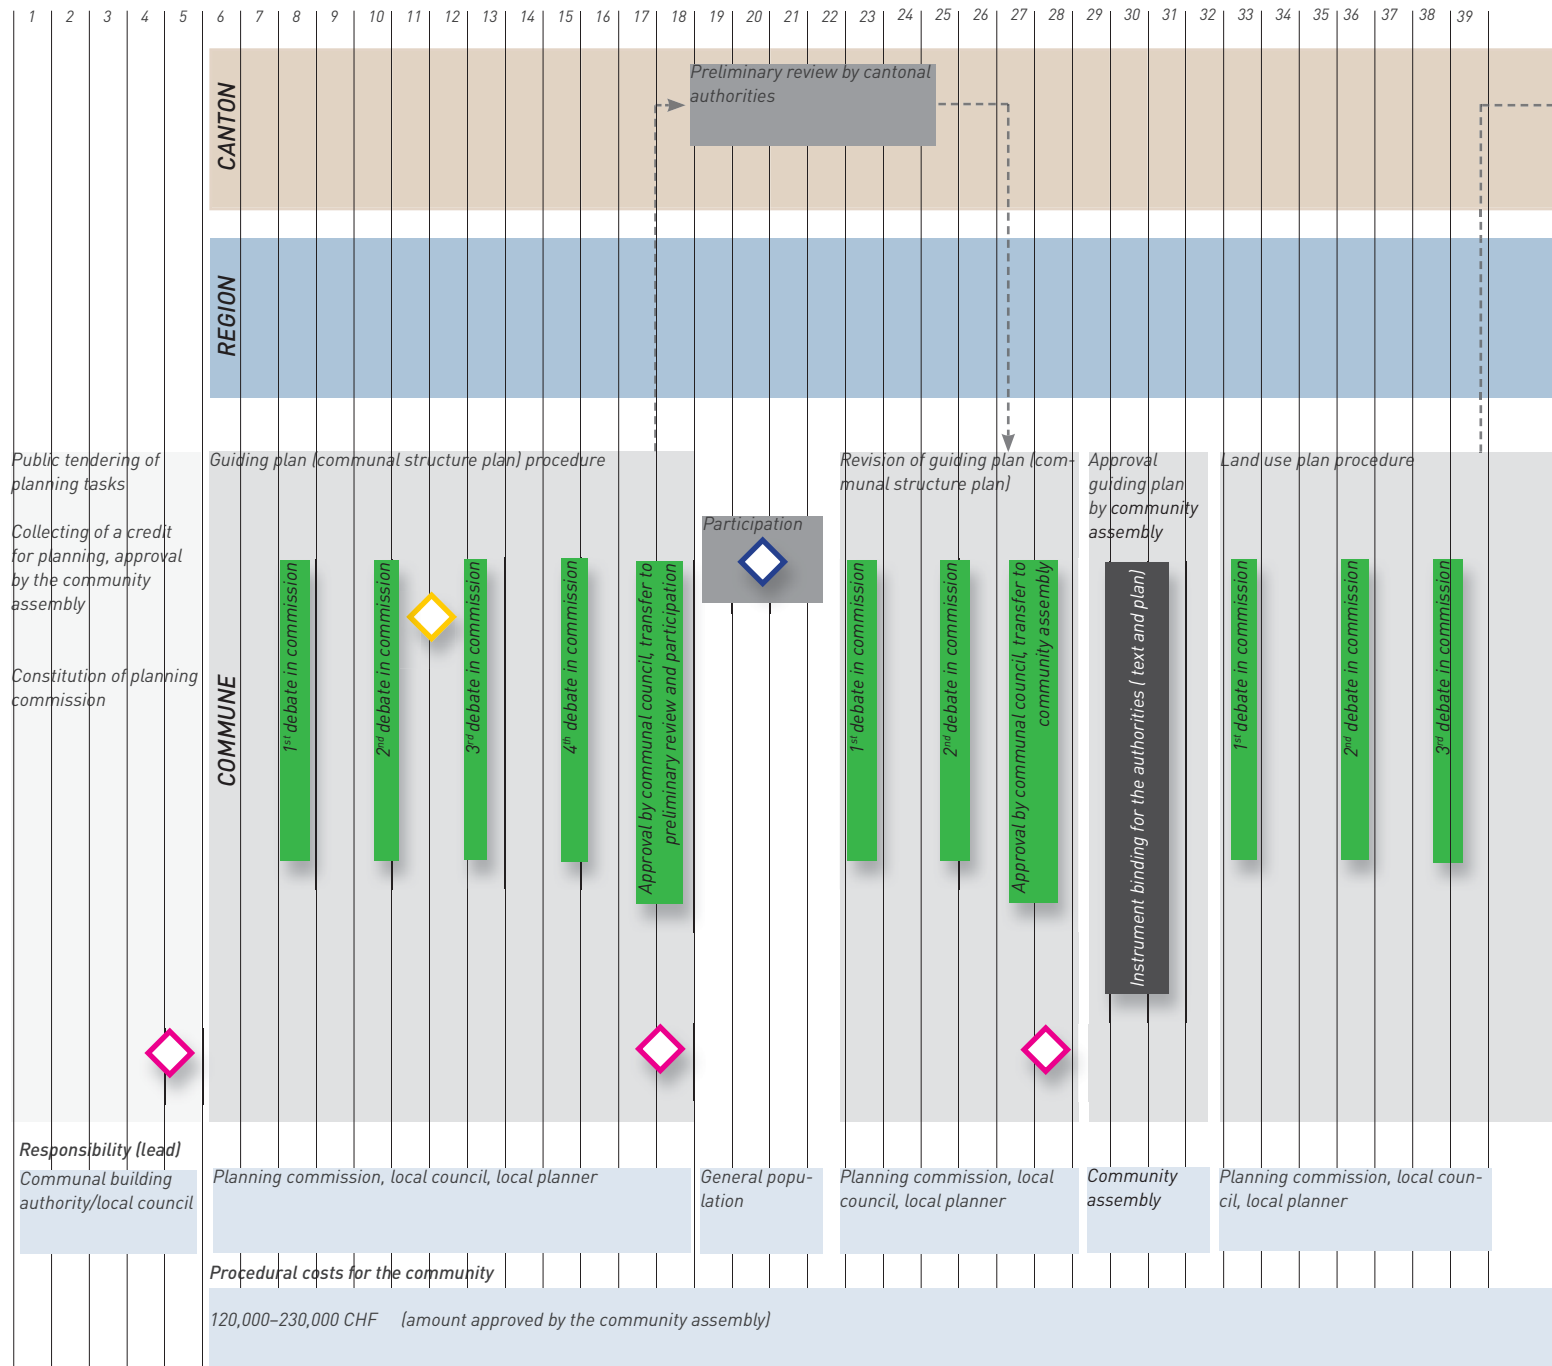 1 2 3 4 5 6 7 8 9 10 11 12 13 14 15 16 17 18 19 20 21 22 23 24 25 26 27 28 29 30 31 32 33 34 35 36 37 38 39
CANTON
Preliminary review by cantonal
authorities
REGION
Public tendering of
planning tasks
Collecting of a credit
for planning, approval
by the community
assembly
Constitution of planning
commission
COMMUNE
Guiding plan (communal structure plan) procedure
1st debate in commission
2nd debate in commission
3rd debate in commission
4th debate in commission
Approval by communal council, transfer to
preliminary review and participation
Participation
Revision of guiding plan (com-
munal structure plan)
1st debate in commission
2nd debate in commission
Approval by communal council, transfer to
community assembly
Approval
guiding plan
by community
assembly
Instrument binding for the authorities ( text and plan)
Land use plan procedure
1st debate in commission
2nd debate in commission
3rd debate in commission
Responsibility (lead)
Communal building
authority/local council
Planning commission, local council, local planner
General popu-
lation
Planning commission, local
council, local planner
Community
assembly
Planning commission, local coun-
cil, local planner
Procedural costs for the community
120,000–230,000 CHF (amount approved by the community assembly)